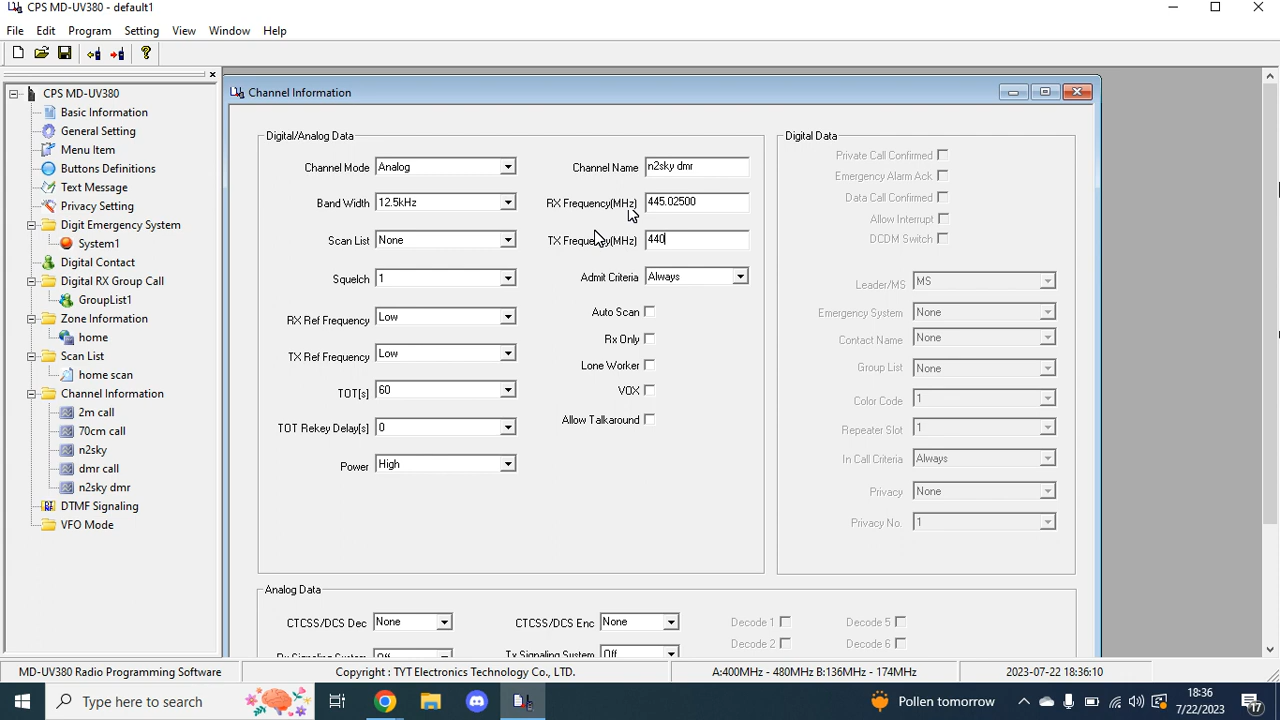 CPS MD-UV380 - default1
File Edit Program Setting View Window Help
CPS MD-UV380
Basic Information
General Setting
Menu Item
Buttons Definitions
Text Message
Privacy Setting
Digit Emergency System
System1
Digital Contact
Digital RX Group Call
GroupList1
Zone Information
home
Scan List
home scan
Channel Information
2m call
70cm call
n2sky
dmr call
n2sky dmr
DTMF Signaling
VFO Mode
Channel Information
Digital/Analog Data
Channel Mode Analog
Band Width 12.5kHz
Scan List None
Squelch 1
RX Ref Frequency Low
TX Ref Frequency Low
TOT[s] 60
TOT Rekey Delay[s] 0
Power High
Channel Name n2sky dmr
RX Frequency(MHz) 445.02500
TX Frequency(MHz) 440
Admit Criteria Always
Auto Scan
Rx Only
Lone Worker
VOX
Allow Talkaround
Digital Data
Private Call Confirmed
Emergency Alarm Ack
Data Call Confirmed
Allow Interrupt
DCDM Switch
Leader/MS MS
Emergency System None
Contact Name None
Group List None
Color Code 1
Repeater Slot 1
In Call Criteria Always
Privacy None
Privacy No. 1
Analog Data
CTCSS/DCS Dec None
CTCSS/DCS Enc None
Decode 1
Decode 5
Rx Signaling System Off
Tx Signaling System Off
Decode 2
Decode 6
MD-UV380 Radio Programming Software
Copyright : TYT Electronics Technology Co., LTD.
A:400MHz - 480MHz B:136MHz - 174MHz
2023-07-22 18:36:10
Type here to search
Pollen tomorrow
18:36
7/22/2023
17